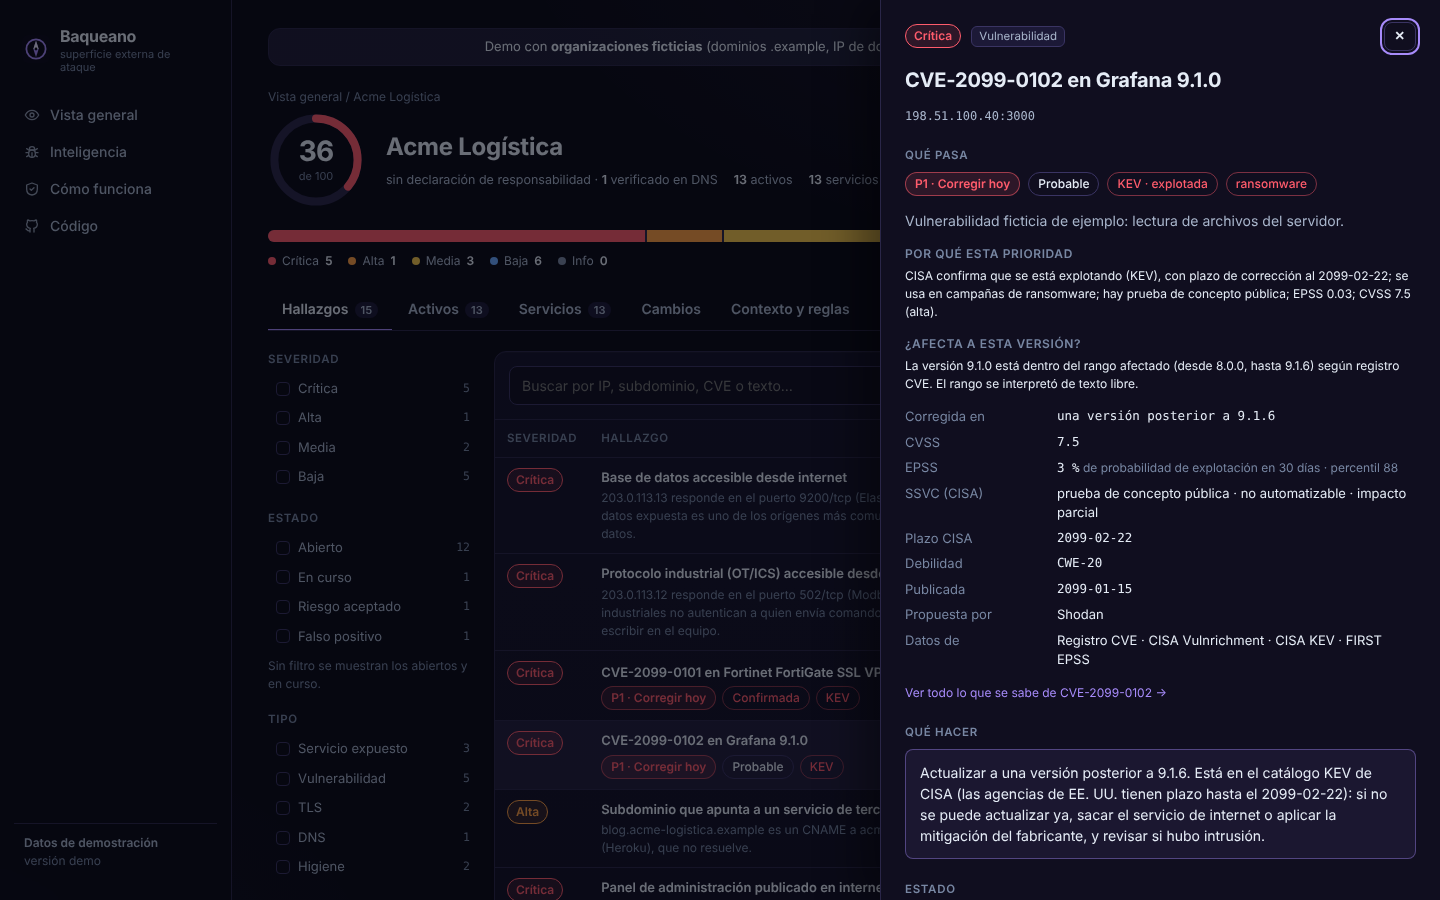 Baqueano
superficie externa de
ataque
Vista general
Inteligencia
Cómo funciona
Código
Datos de demostración
versión demo
Demo con organizaciones ficticias (dominios .example, IP de do
Vista general / Acme Logística
36
de 100
Acme Logística
sin declaración de responsabilidad · 1 verificado en DNS 13 activos 13 servicios
Crítica 5 Alta 1 Media 3 Baja 6 Info 0
Hallazgos 15 Activos 13 Servicios 13 Cambios Contexto y reglas
SEVERIDAD
Crítica 5
Alta 1
Media 2
Baja 5
ESTADO
Abierto 12
En curso 1
Riesgo aceptado 1
Falso positivo 1
Sin filtro se muestran los abiertos y
en curso.
TIPO
Servicio expuesto 3
Vulnerabilidad 5
TLS 2
DNS 1
Higiene 2
Buscar por IP, subdominio, CVE o texto...
SEVERIDAD HALLAZGO
Crítica Base de datos accesible desde internet
203.0.113.13 responde en el puerto 9200/tcp (Elas
datos expuesta es uno de los orígenes más comu
datos.
Crítica Protocolo industrial (OT/ICS) accesible desde
203.0.113.12 responde en el puerto 502/tcp (Modb
industriales no autentican a quien envía comando
escribir en el equipo.
Crítica CVE-2099-0101 en Fortinet FortiGate SSL VP
P1 · Corregir hoy Confirmada KEV
Crítica CVE-2099-0102 en Grafana 9.1.0
P1 · Corregir hoy Probable KEV
Alta Subdominio que apunta a un servicio de terc
blog.acme-logistica.example es un CNAME a acm
(Heroku), que no resuelve.
Crítica Panel de administración publicado en interne
Crítica Vulnerabilidad ×
CVE-2099-0102 en Grafana 9.1.0
198.51.100.40:3000
QUÉ PASA
P1 · Corregir hoy Probable KEV · explotada ransomware
Vulnerabilidad ficticia de ejemplo: lectura de archivos del servidor.
POR QUÉ ESTA PRIORIDAD
CISA confirma que se está explotando (KEV), con plazo de corrección al 2099-02-22; se
usa en campañas de ransomware; hay prueba de concepto pública; EPSS 0.03; CVSS 7.5
(alta).
¿AFECTA A ESTA VERSIÓN?
La versión 9.1.0 está dentro del rango afectado (desde 8.0.0, hasta 9.1.6) según registro
CVE. El rango se interpretó de texto libre.
Corregida en una versión posterior a 9.1.6
CVSS 7.5
EPSS 3 % de probabilidad de explotación en 30 días · percentil 88
SSVC (CISA) prueba de concepto pública · no automatizable · impacto
parcial
Plazo CISA 2099-02-22
Debilidad CWE-20
Publicada 2099-01-15
Propuesta por Shodan
Datos de Registro CVE · CISA Vulnrichment · CISA KEV · FIRST
EPSS
Ver todo lo que se sabe de CVE-2099-0102 →
QUÉ HACER
Actualizar a una versión posterior a 9.1.6. Está en el catálogo KEV de
CISA (las agencias de EE. UU. tienen plazo hasta el 2099-02-22): si no
se puede actualizar ya, sacar el servicio de internet o aplicar la
mitigación del fabricante, y revisar si hubo intrusión.
ESTADO